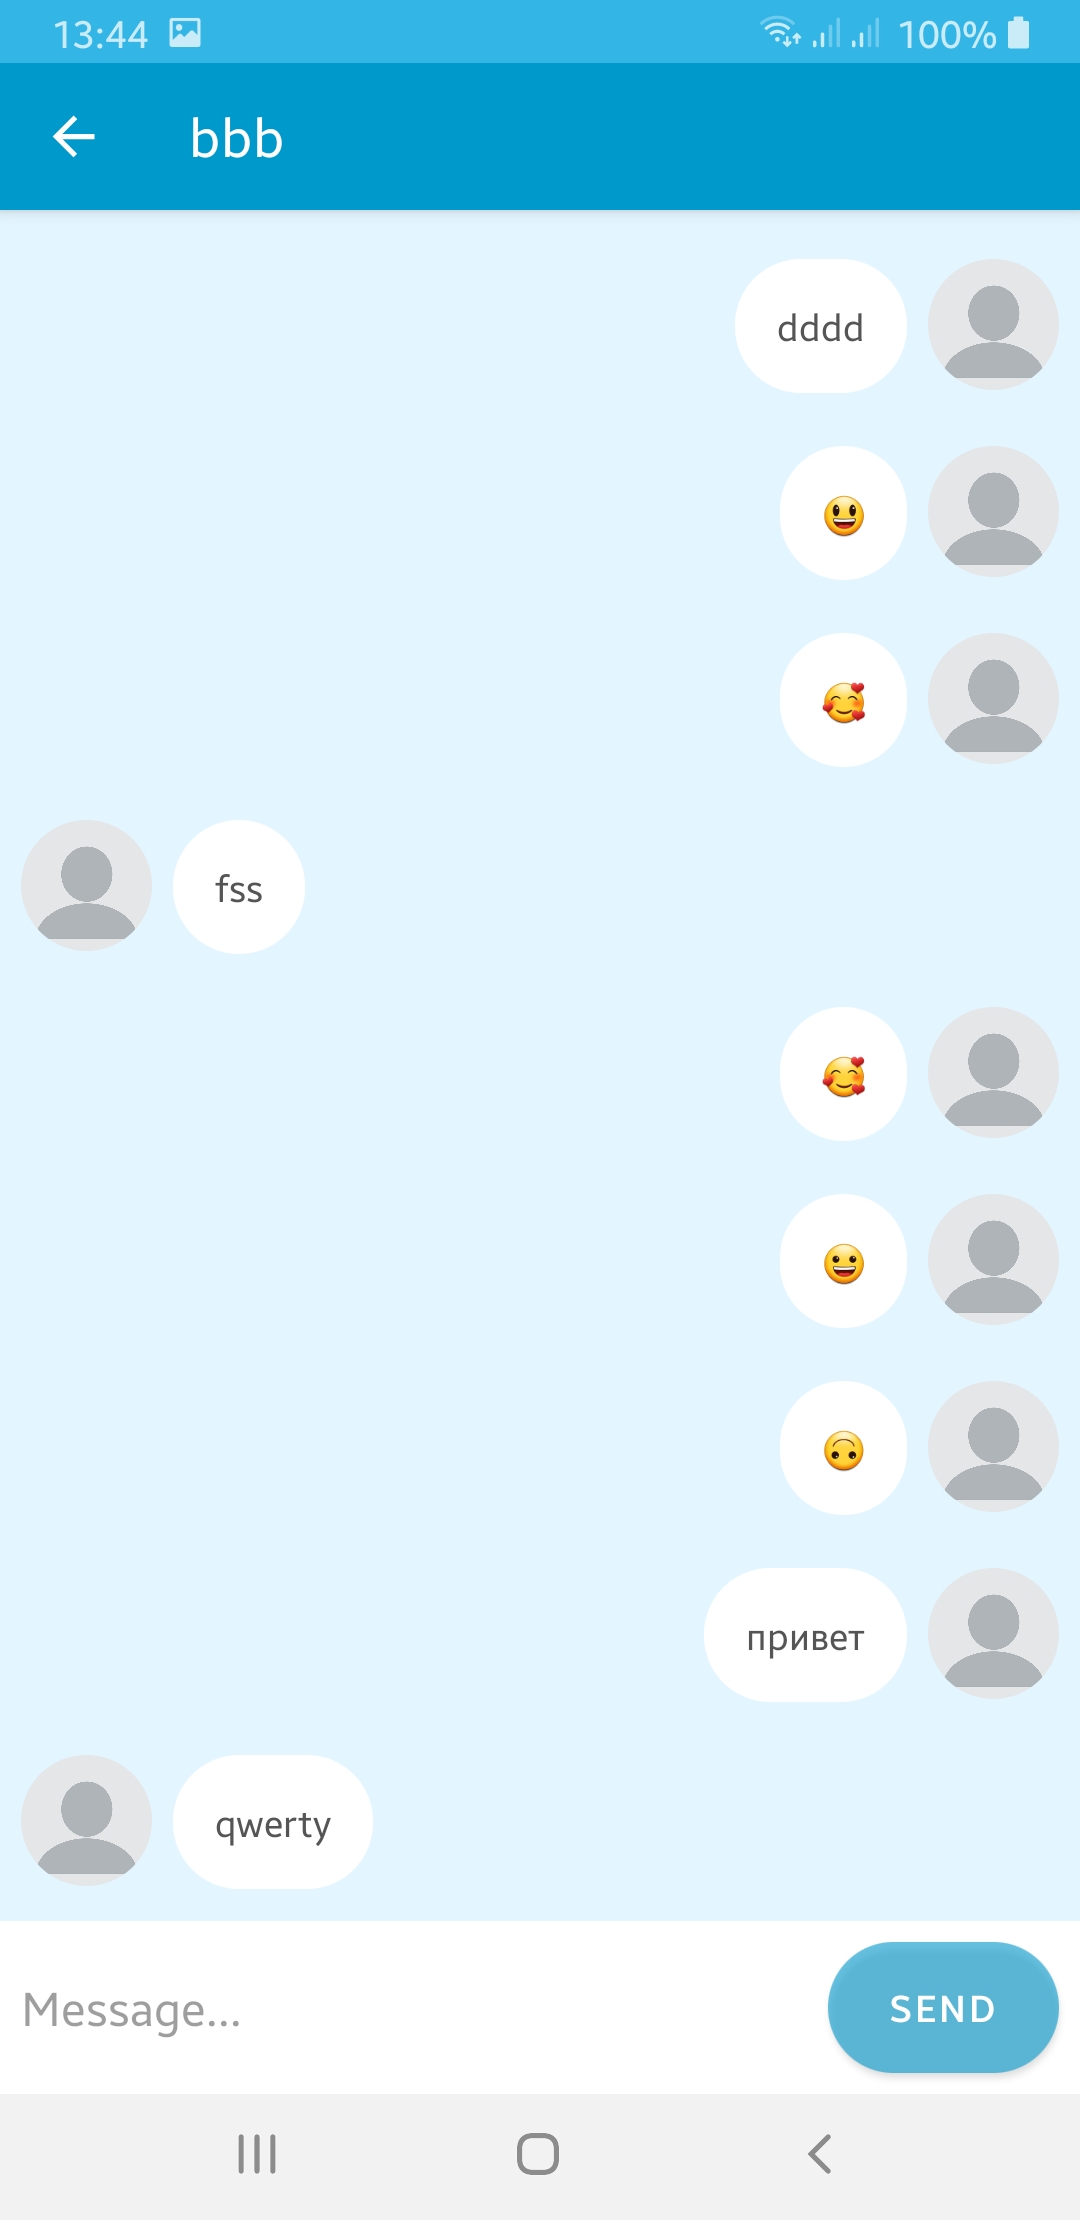 13:44 100%
bbb
dddd
😃
🥰
fss
🥰
😀
🙃
привет
qwerty
Message...
SEND